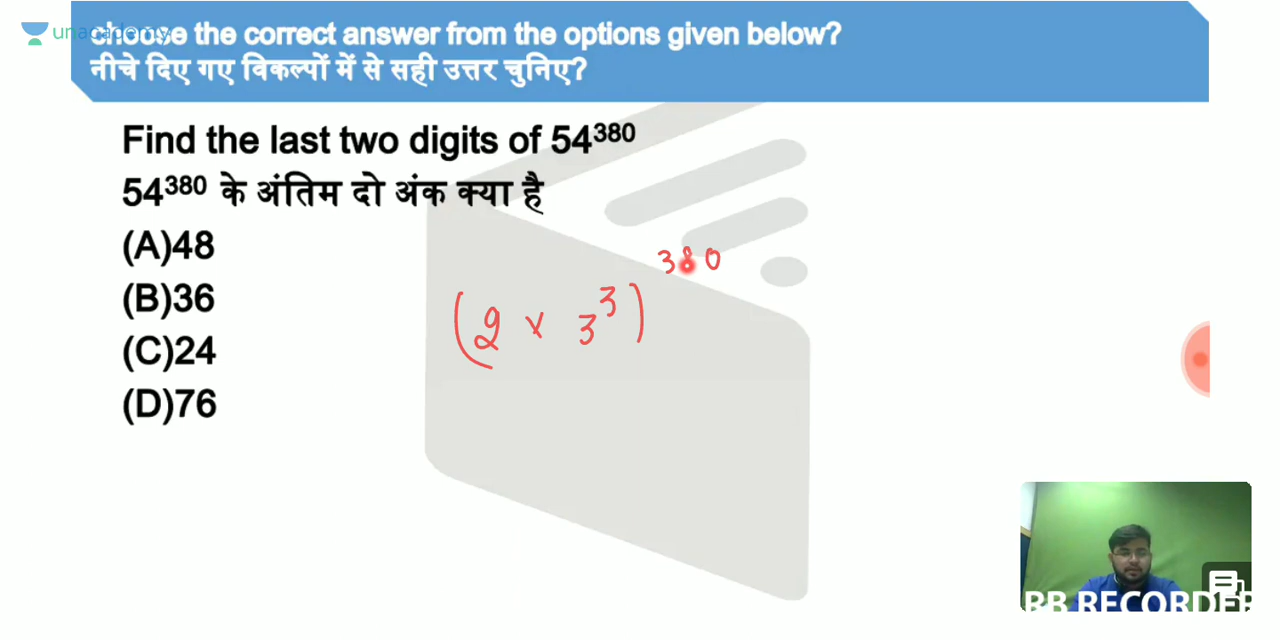 unacademy
choose the correct answer from the options given below?
नीचे दिए गए विकल्पों में से सही उत्तर चुनिए?
Find the last two digits of 54³⁸⁰
54³⁸⁰ के अंतिम दो अंक क्या है
(A)48
(B)36
(C)24
(D)76
(2 × 3³)³⁸⁰
RB RECORDER